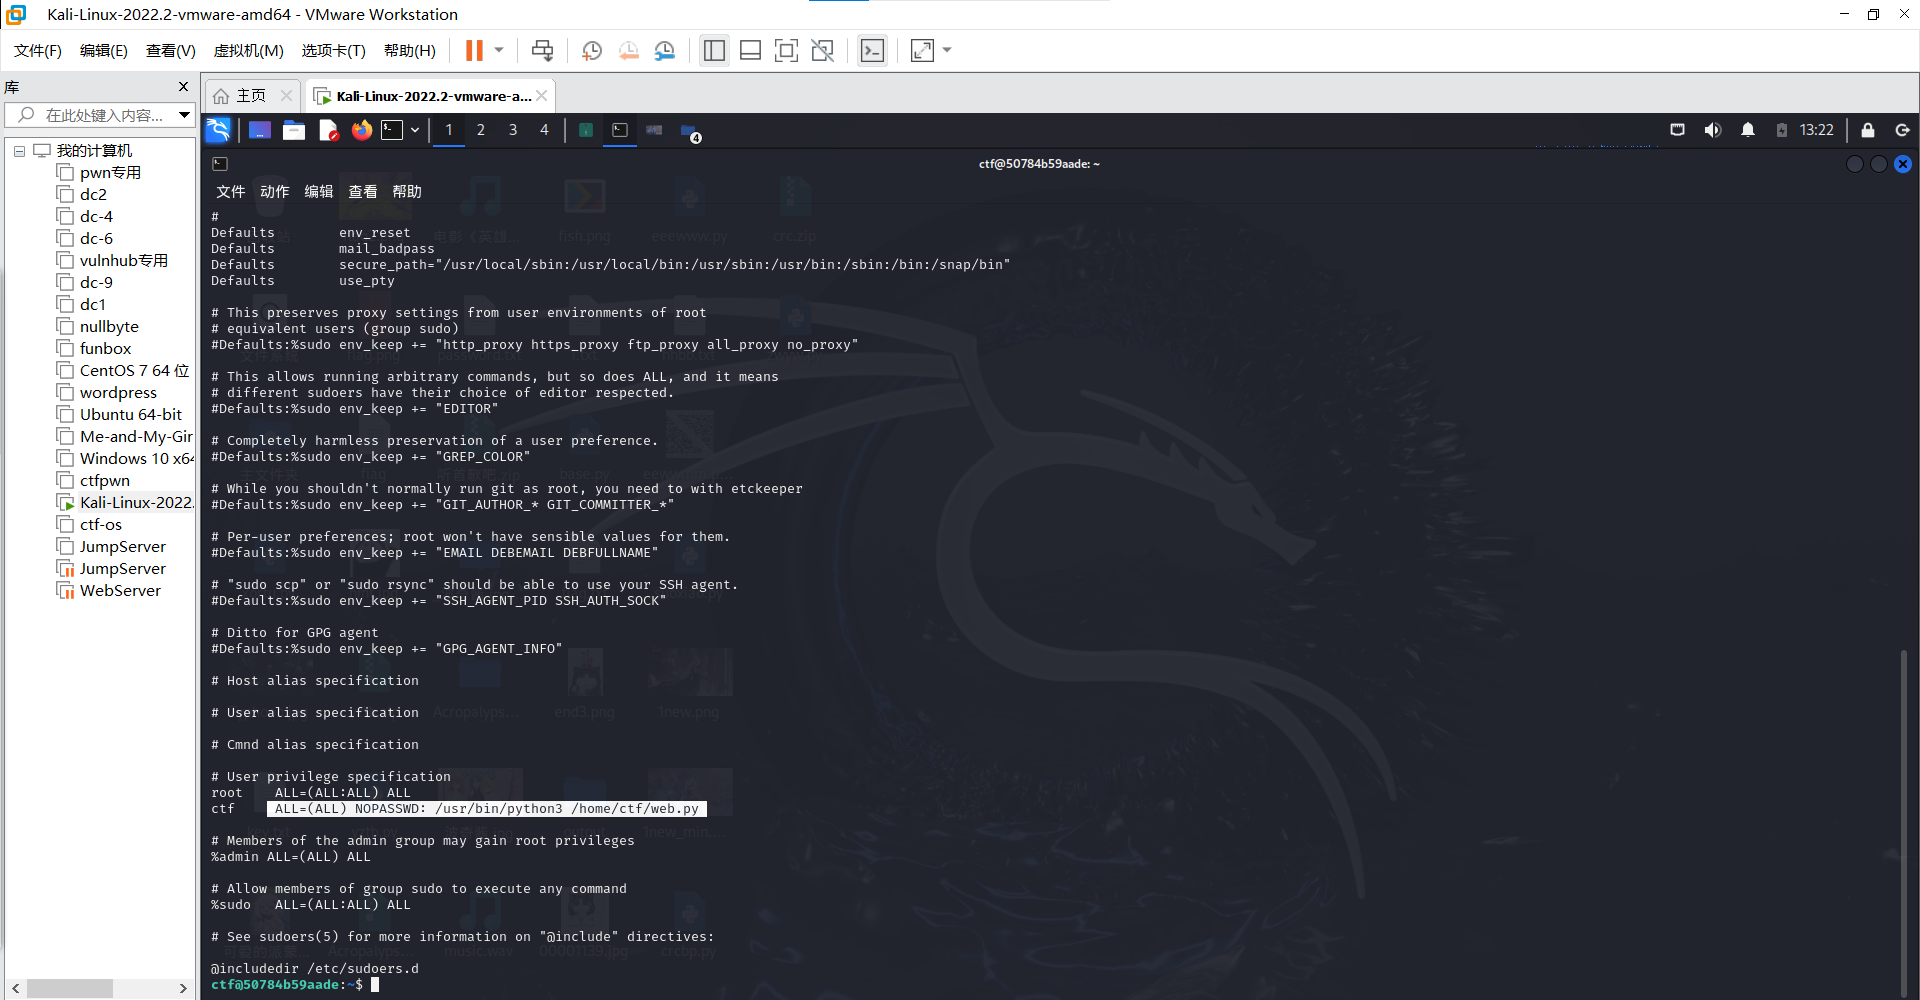 Kali-Linux-2022.2-vmware-amd64 - VMware Workstation
文件(F) 编辑(E) 查看(V) 虚拟机(M) 选项卡(T) 帮助(H)
库
在此处键入内容...
我的计算机
pwn专用
dc2
dc-4
dc-6
vulnhub专用
dc-9
dc1
nullbyte
funbox
CentOS 7 64 位
wordpress
Ubuntu 64-bit
Me-and-My-Gir
Windows 10 x64
ctfpwn
Kali-Linux-2022.
ctf-os
JumpServer
JumpServer
WebServer
主页
Kali-Linux-2022.2-vmware-a...
1 2 3 4
4
13:22
ctf@50784b59aade: ~
文件 动作 编辑 查看 帮助
#
Defaults        env_reset
Defaults        mail_badpass
Defaults        secure_path="/usr/local/sbin:/usr/local/bin:/usr/sbin:/usr/bin:/sbin:/bin:/snap/bin"
Defaults        use_pty
# This preserves proxy settings from user environments of root
# equivalent users (group sudo)
#Defaults:%sudo env_keep += "http_proxy https_proxy ftp_proxy all_proxy no_proxy"
# This allows running arbitrary commands, but so does ALL, and it means
# different sudoers have their choice of editor respected.
#Defaults:%sudo env_keep += "EDITOR"
# Completely harmless preservation of a user preference.
#Defaults:%sudo env_keep += "GREP_COLOR"
# While you shouldn't normally run git as root, you need to with etckeeper
#Defaults:%sudo env_keep += "GIT_AUTHOR_* GIT_COMMITTER_*"
# Per-user preferences; root won't have sensible values for them.
#Defaults:%sudo env_keep += "EMAIL DEBEMAIL DEBFULLNAME"
# "sudo scp" or "sudo rsync" should be able to use your SSH agent.
#Defaults:%sudo env_keep += "SSH_AGENT_PID SSH_AUTH_SOCK"
# Ditto for GPG agent
#Defaults:%sudo env_keep += "GPG_AGENT_INFO"
# Host alias specification
# User alias specification
# Cmnd alias specification
# User privilege specification
root    ALL=(ALL:ALL) ALL
ctf     ALL=(ALL) NOPASSWD: /usr/bin/python3 /home/ctf/web.py
# Members of the admin group may gain root privileges
%admin ALL=(ALL) ALL
# Allow members of group sudo to execute any command
%sudo   ALL=(ALL:ALL) ALL
# See sudoers(5) for more information on "@include" directives:
@includedir /etc/sudoers.d
ctf@50784b59aade:~$